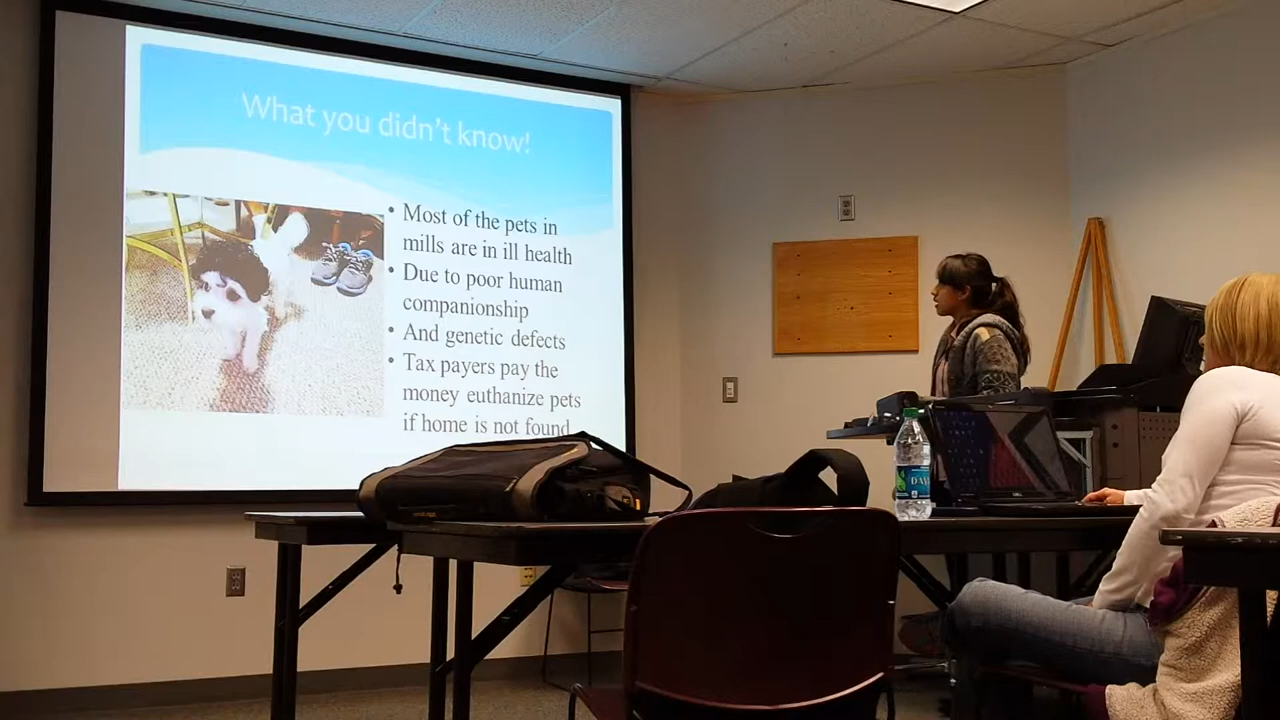 What you didn't know!
• Most of the pets in
mills are in ill health
• Due to poor human
companionship
• And genetic defects
• Tax payers pay the
money euthanize pets
if home is not found